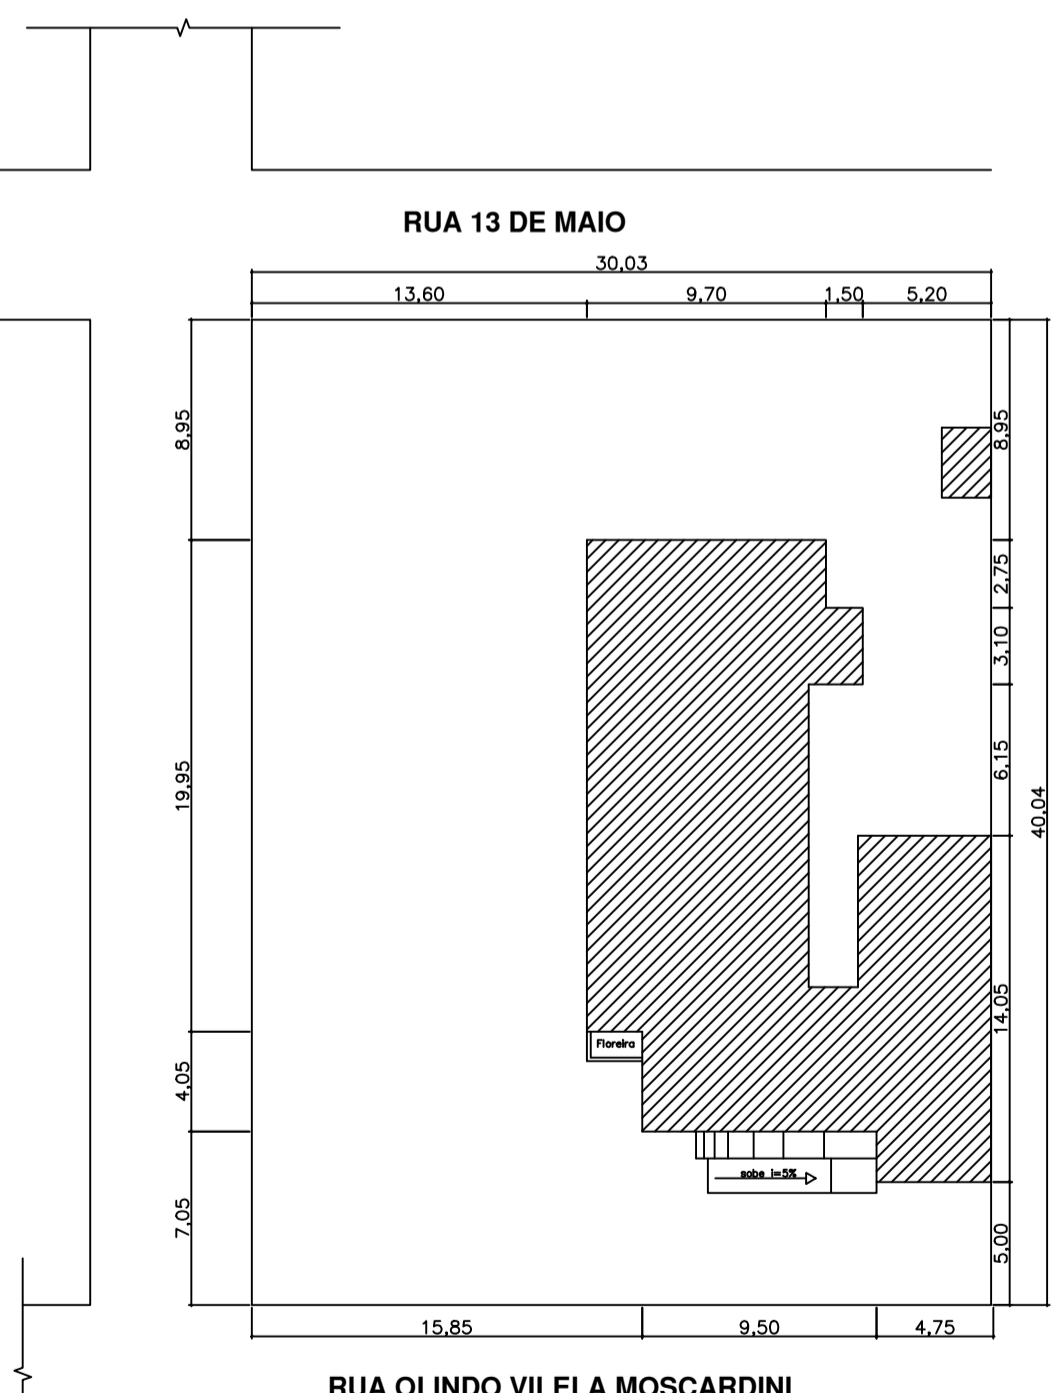 RUA 13 DE MAIO
30,03
13,60 9,70 1,50 5,20
8,95
19,95
4,05
7,05
8,95
2,75
3,10
6,15
14,05
5,00
40,04
Floreira
sobe i=5%
15,85 9,50 4,75
RUA OLINDO VILELA MOSCARDINI